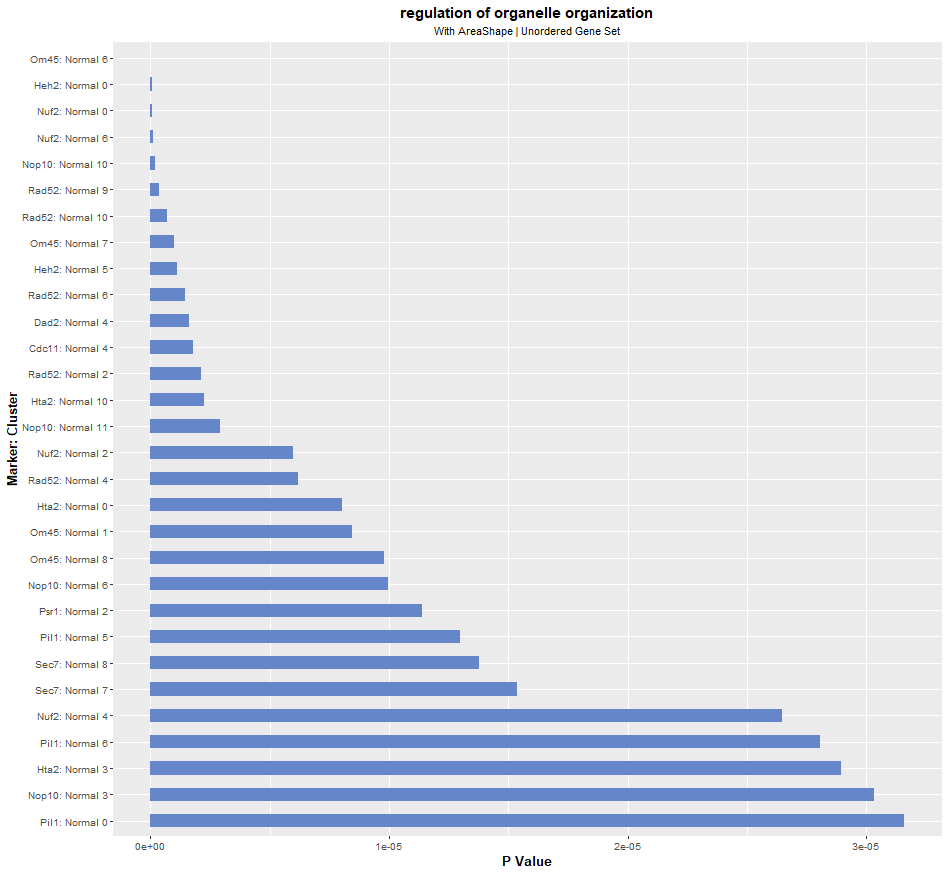 regulation of organelle organization
With AreaShape | Unordered Gene Set
Marker: Cluster
Om45: Normal 6
Heh2: Normal 0
Nuf2: Normal 0
Nuf2: Normal 6
Nop10: Normal 10
Rad52: Normal 9
Rad52: Normal 10
Om45: Normal 7
Heh2: Normal 5
Rad52: Normal 6
Dad2: Normal 4
Cdc11: Normal 4
Rad52: Normal 2
Hta2: Normal 10
Nop10: Normal 11
Nuf2: Normal 2
Rad52: Normal 4
Hta2: Normal 0
Om45: Normal 1
Om45: Normal 8
Nop10: Normal 6
Psr1: Normal 2
Pil1: Normal 5
Sec7: Normal 8
Sec7: Normal 7
Nuf2: Normal 4
Pil1: Normal 6
Hta2: Normal 3
Nop10: Normal 3
Pil1: Normal 0
0e+00 1e-05 2e-05 3e-05
P Value